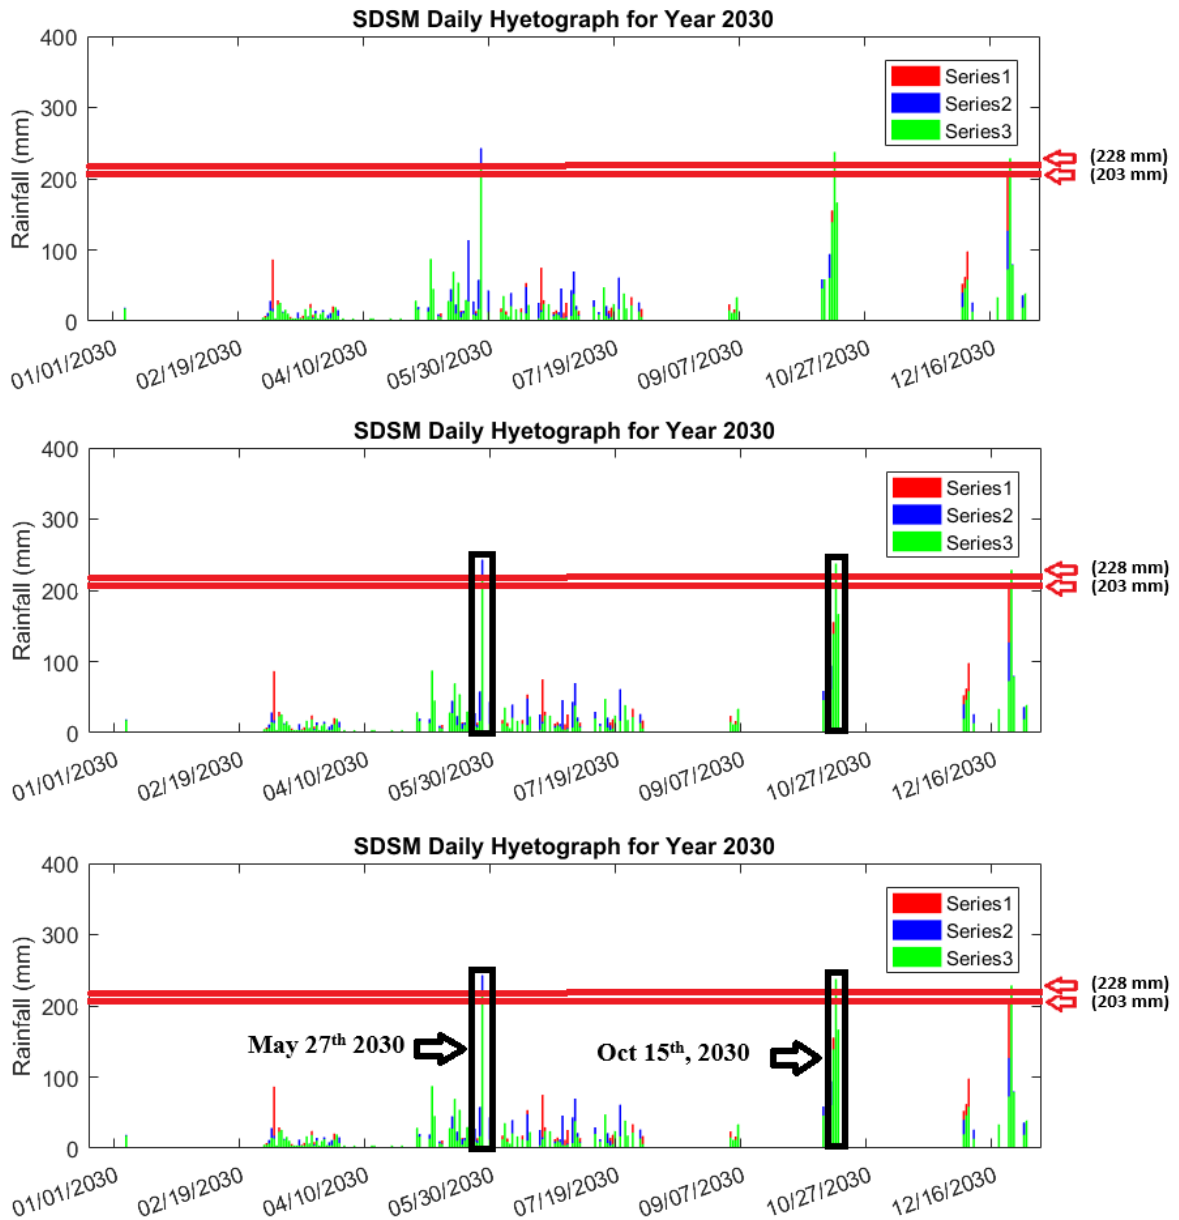 SDSM Daily Hyetograph for Year 2030
400
300
200
100
0
Rainfall (mm)
Series1
Series2
Series3
(228 mm)
(203 mm)
01/01/2030 02/19/2030 04/10/2030 05/30/2030 07/19/2030 09/07/2030 10/27/2030 12/16/2030
SDSM Daily Hyetograph for Year 2030
400
300
200
100
0
Rainfall (mm)
Series1
Series2
Series3
(228 mm)
(203 mm)
01/01/2030 02/19/2030 04/10/2030 05/30/2030 07/19/2030 09/07/2030 10/27/2030 12/16/2030
SDSM Daily Hyetograph for Year 2030
400
300
200
100
0
Rainfall (mm)
Series1
Series2
Series3
(228 mm)
(203 mm)
May 27th 2030
Oct 15th, 2030
01/01/2030 02/19/2030 04/10/2030 05/30/2030 07/19/2030 09/07/2030 10/27/2030 12/16/2030